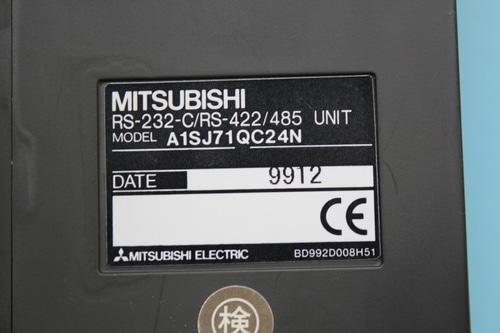 MITSUBISHI
RS-232-C/RS-422/485 UNIT
MODEL A1SJ71QC24N
DATE 9912
CE
MITSUBISHI ELECTRIC BD992D008H51
検